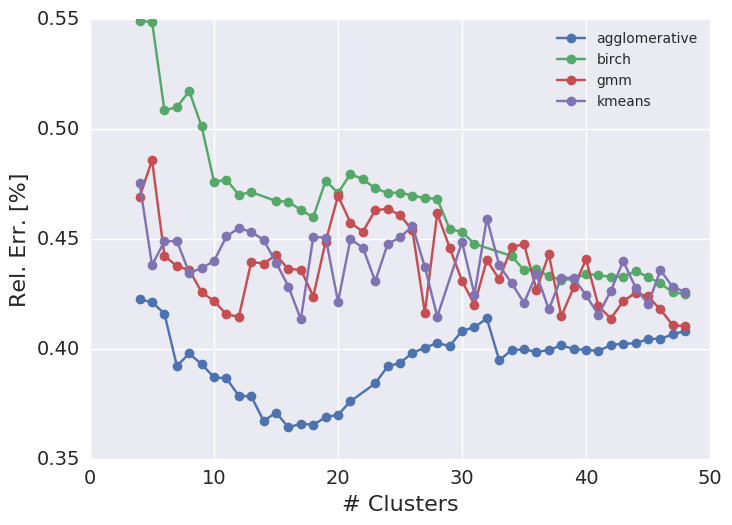 0.55
0.50
0.45
0.40
0.35
0 10 20 30 40 50
# Clusters
Rel. Err. [%]
agglomerative
birch
gmm
kmeans